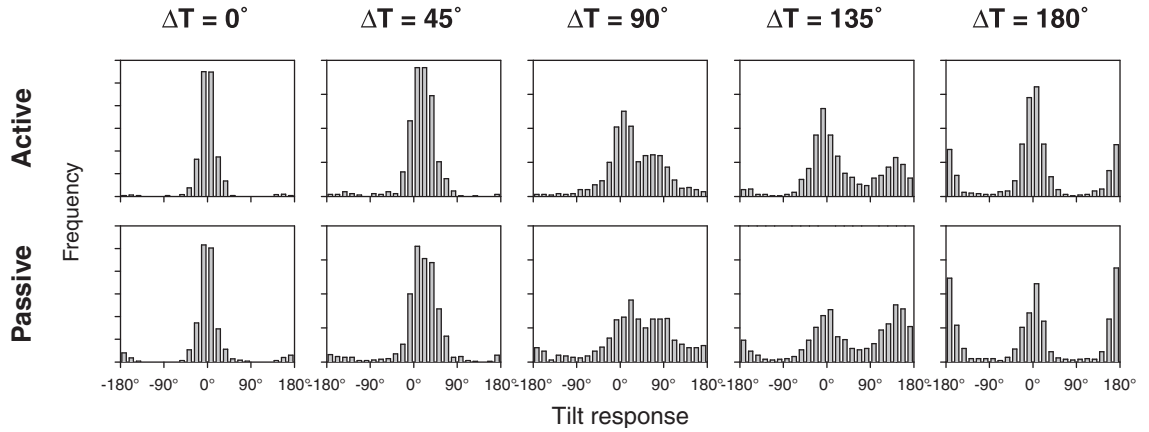 ΔT = 0° ΔT = 45° ΔT = 90° ΔT = 135° ΔT = 180°
Active
Frequency
Passive
-180° -90° 0° 90° 180° -180° -90° 0° 90° 180° -180° -90° 0° 90° 180° -180° -90° 0° 90° 180° -180° -90° 0° 90° 180°
Tilt response